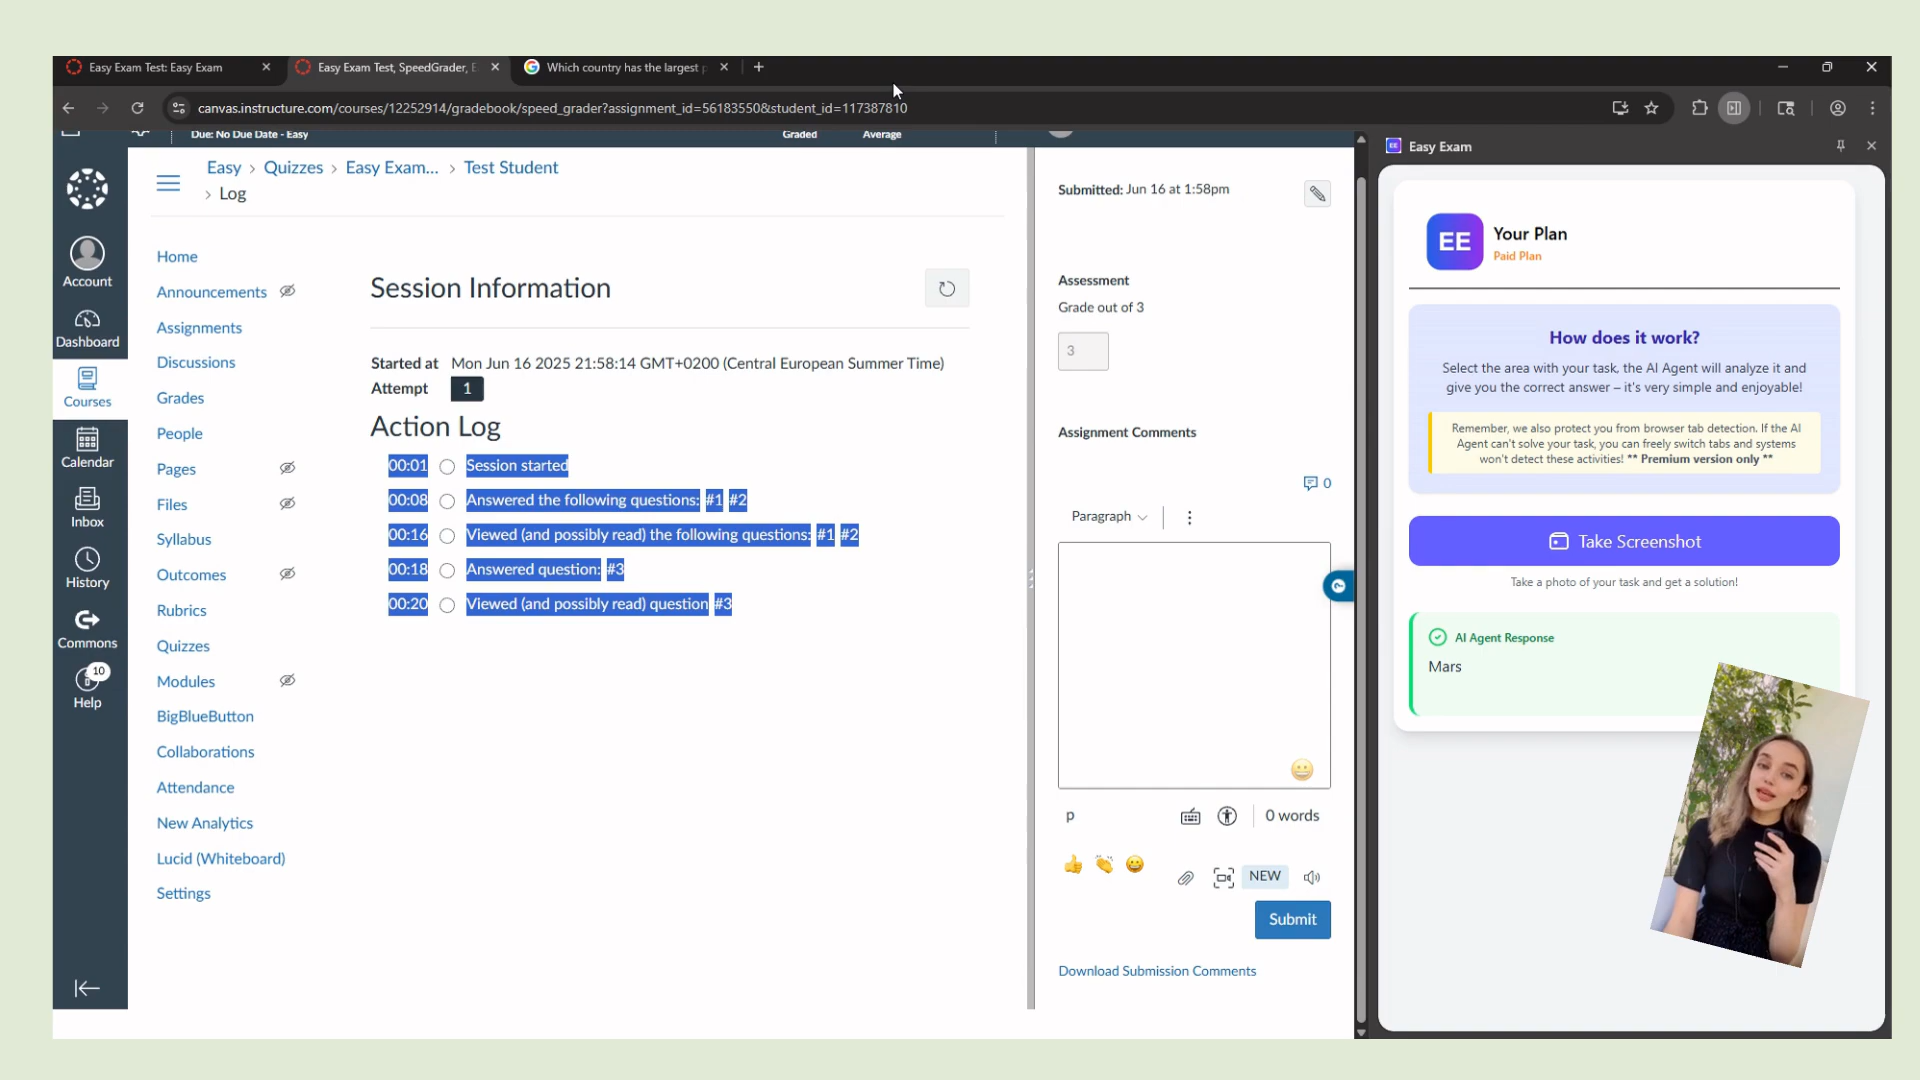 Easy Exam Test: Easy Exam
Easy Exam Test, SpeedGrader, E
Which country has the largest p
canvas.instructure.com/courses/12252914/gradebook/speed_grader?assignment_id=56183550&student_id=117387810
Due: No Due Date - Easy
Graded
Average
Account
Dashboard
Courses
Calendar
Inbox
History
Commons
10
Help
Easy > Quizzes > Easy Exam... > Test Student
> Log
Home
Announcements
Assignments
Discussions
Grades
People
Pages
Files
Syllabus
Outcomes
Rubrics
Quizzes
Modules
BigBlueButton
Collaborations
Attendance
New Analytics
Lucid (Whiteboard)
Settings
Session Information
Started at Mon Jun 16 2025 21:58:14 GMT+0200 (Central European Summer Time)
Attempt 1
Action Log
00:01 Session started
00:08 Answered the following questions: #1 #2
00:16 Viewed (and possibly read) the following questions: #1 #2
00:18 Answered question: #3
00:20 Viewed (and possibly read) question #3
Submitted: Jun 16 at 1:58pm
Assessment
Grade out of 3
3
Assignment Comments
0
Paragraph
p
0 words
NEW
Submit
Download Submission Comments
EE Easy Exam
EE
Your Plan
Paid Plan
How does it work?
Select the area with your task, the AI Agent will analyze it and
give you the correct answer – it's very simple and enjoyable!
Remember, we also protect you from browser tab detection. If the AI
Agent can't solve your task, you can freely switch tabs and systems
won't detect these activities! ** Premium version only **
Take Screenshot
Take a photo of your task and get a solution!
AI Agent Response
Mars